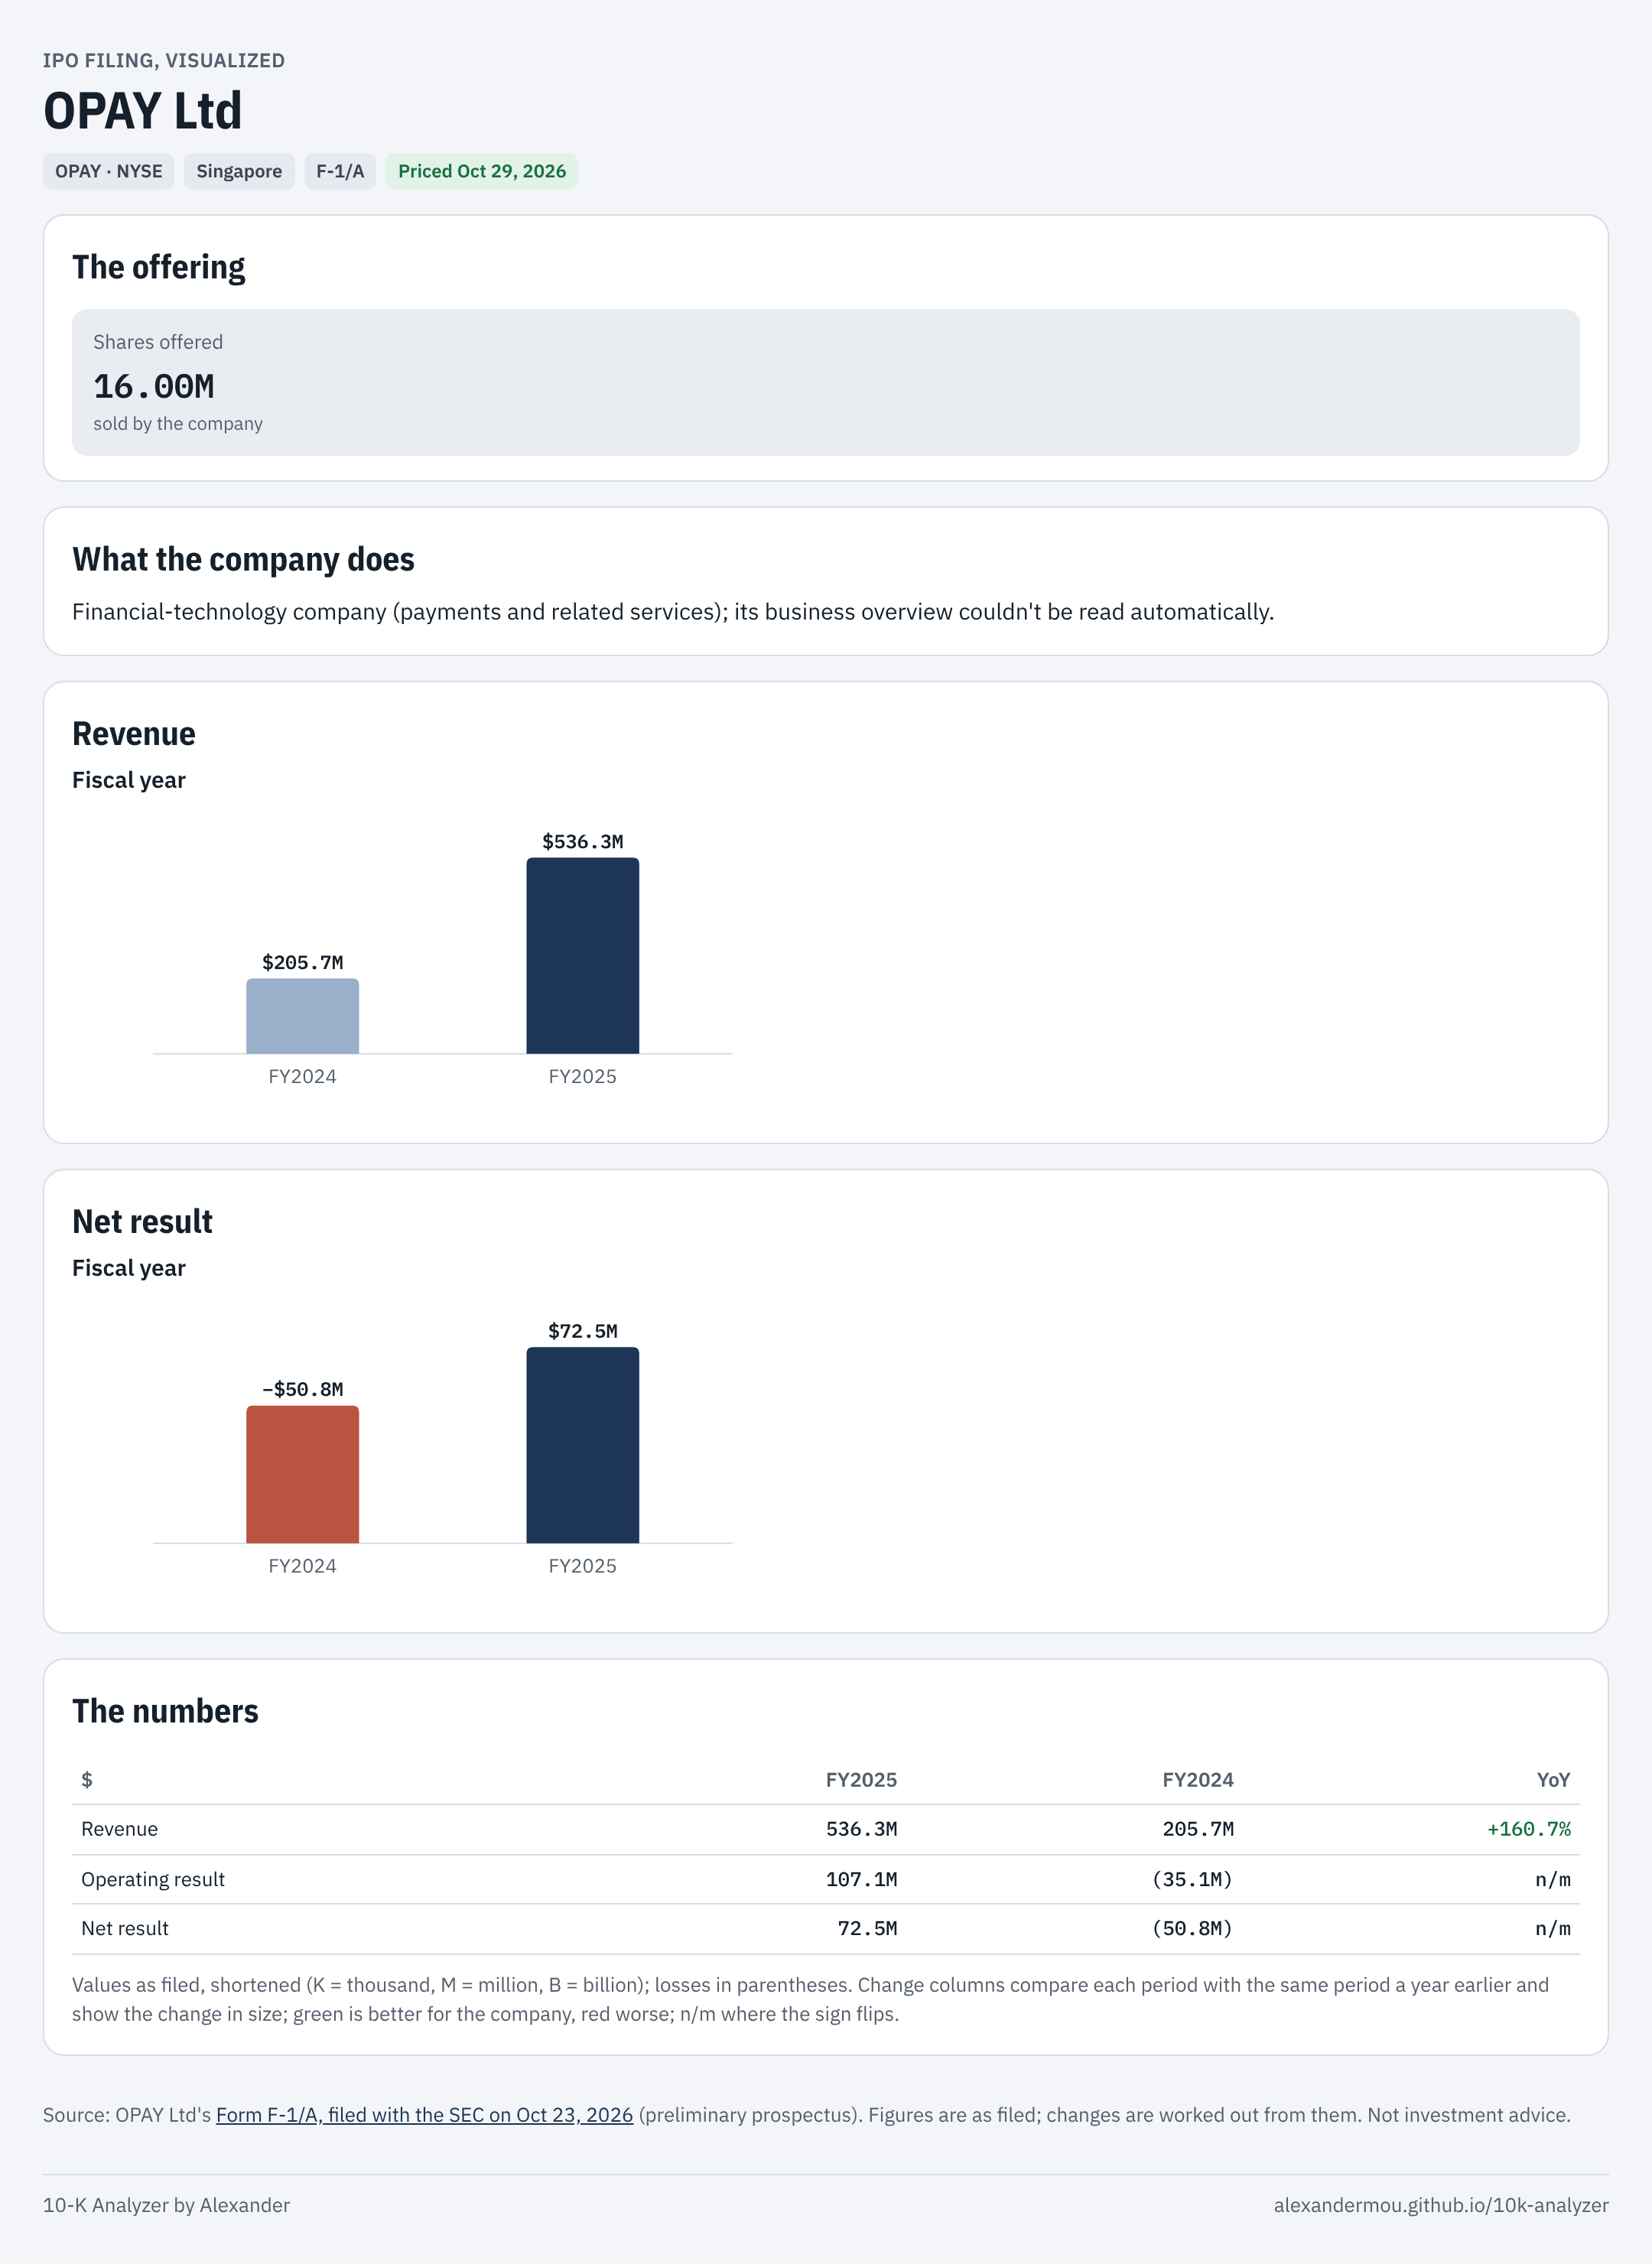 IPO FILING, VISUALIZED
OPAY Ltd
OPAY · NYSE
Singapore
F-1/A
Priced Oct 29, 2026
The offering
Shares offered
16.00M
sold by the company
What the company does
Financial-technology company (payments and related services); its business overview couldn't be read automatically.
Revenue
Fiscal year
$205.7M
$536.3M
FY2024
FY2025
Net result
Fiscal year
−$50.8M
$72.5M
FY2024
FY2025
The numbers
$ FY2025 FY2024 YoY
Revenue 536.3M 205.7M +160.7%
Operating result 107.1M (35.1M) n/m
Net result 72.5M (50.8M) n/m
Values as filed, shortened (K = thousand, M = million, B = billion); losses in parentheses. Change columns compare each period with the same period a year earlier and
show the change in size; green is better for the company, red worse; n/m where the sign flips.
Source: OPAY Ltd's Form F-1/A, filed with the SEC on Oct 23, 2026 (preliminary prospectus). Figures are as filed; changes are worked out from them. Not investment advice.
10-K Analyzer by Alexander
alexandermou.github.io/10k-analyzer